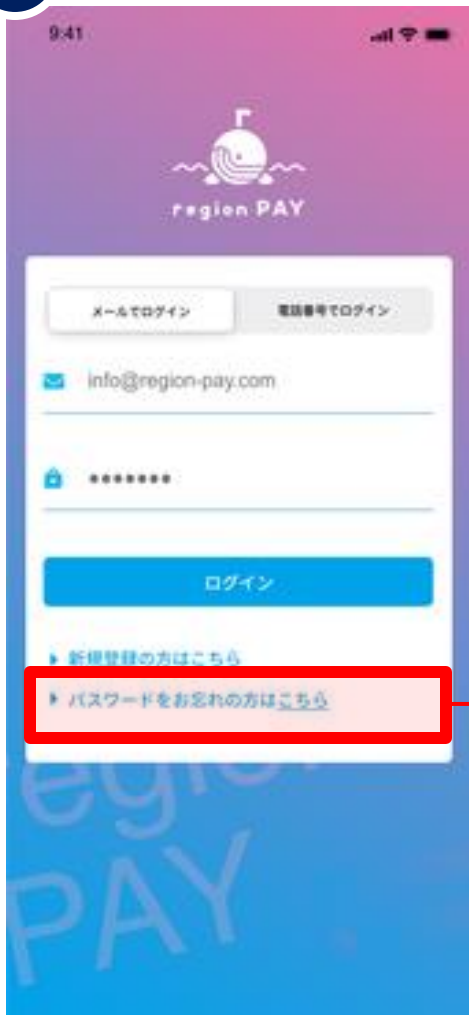 9:41
region PAY
メールでログイン
電話番号でログイン
info@region-pay.com
•••••••
ログイン
新規登録の方はこちら
パスワードをお忘れの方はこちら
region
PAY